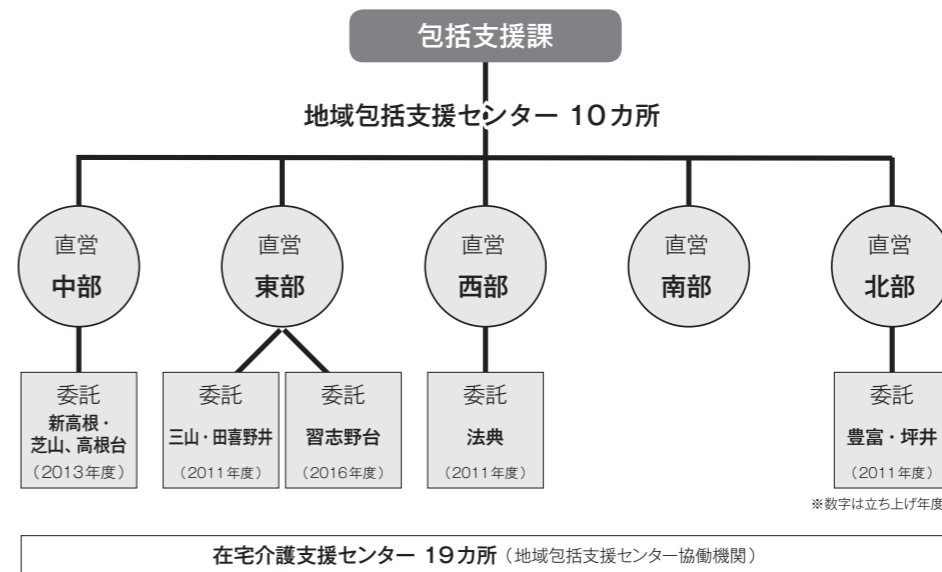 包括支援課
地域包括支援センター 10カ所
直営
中部
直営
東部
直営
西部
直営
南部
直営
北部
委託
新高根・
芝山、高根台
（2013年度）
委託
三山・田喜野井
（2011年度）
委託
習志野台
（2016年度）
委託
法典
（2011年度）
委託
豊富・坪井
（2011年度）
※数字は立ち上げ年度
在宅介護支援センター 19カ所（地域包括支援センター協働機関）